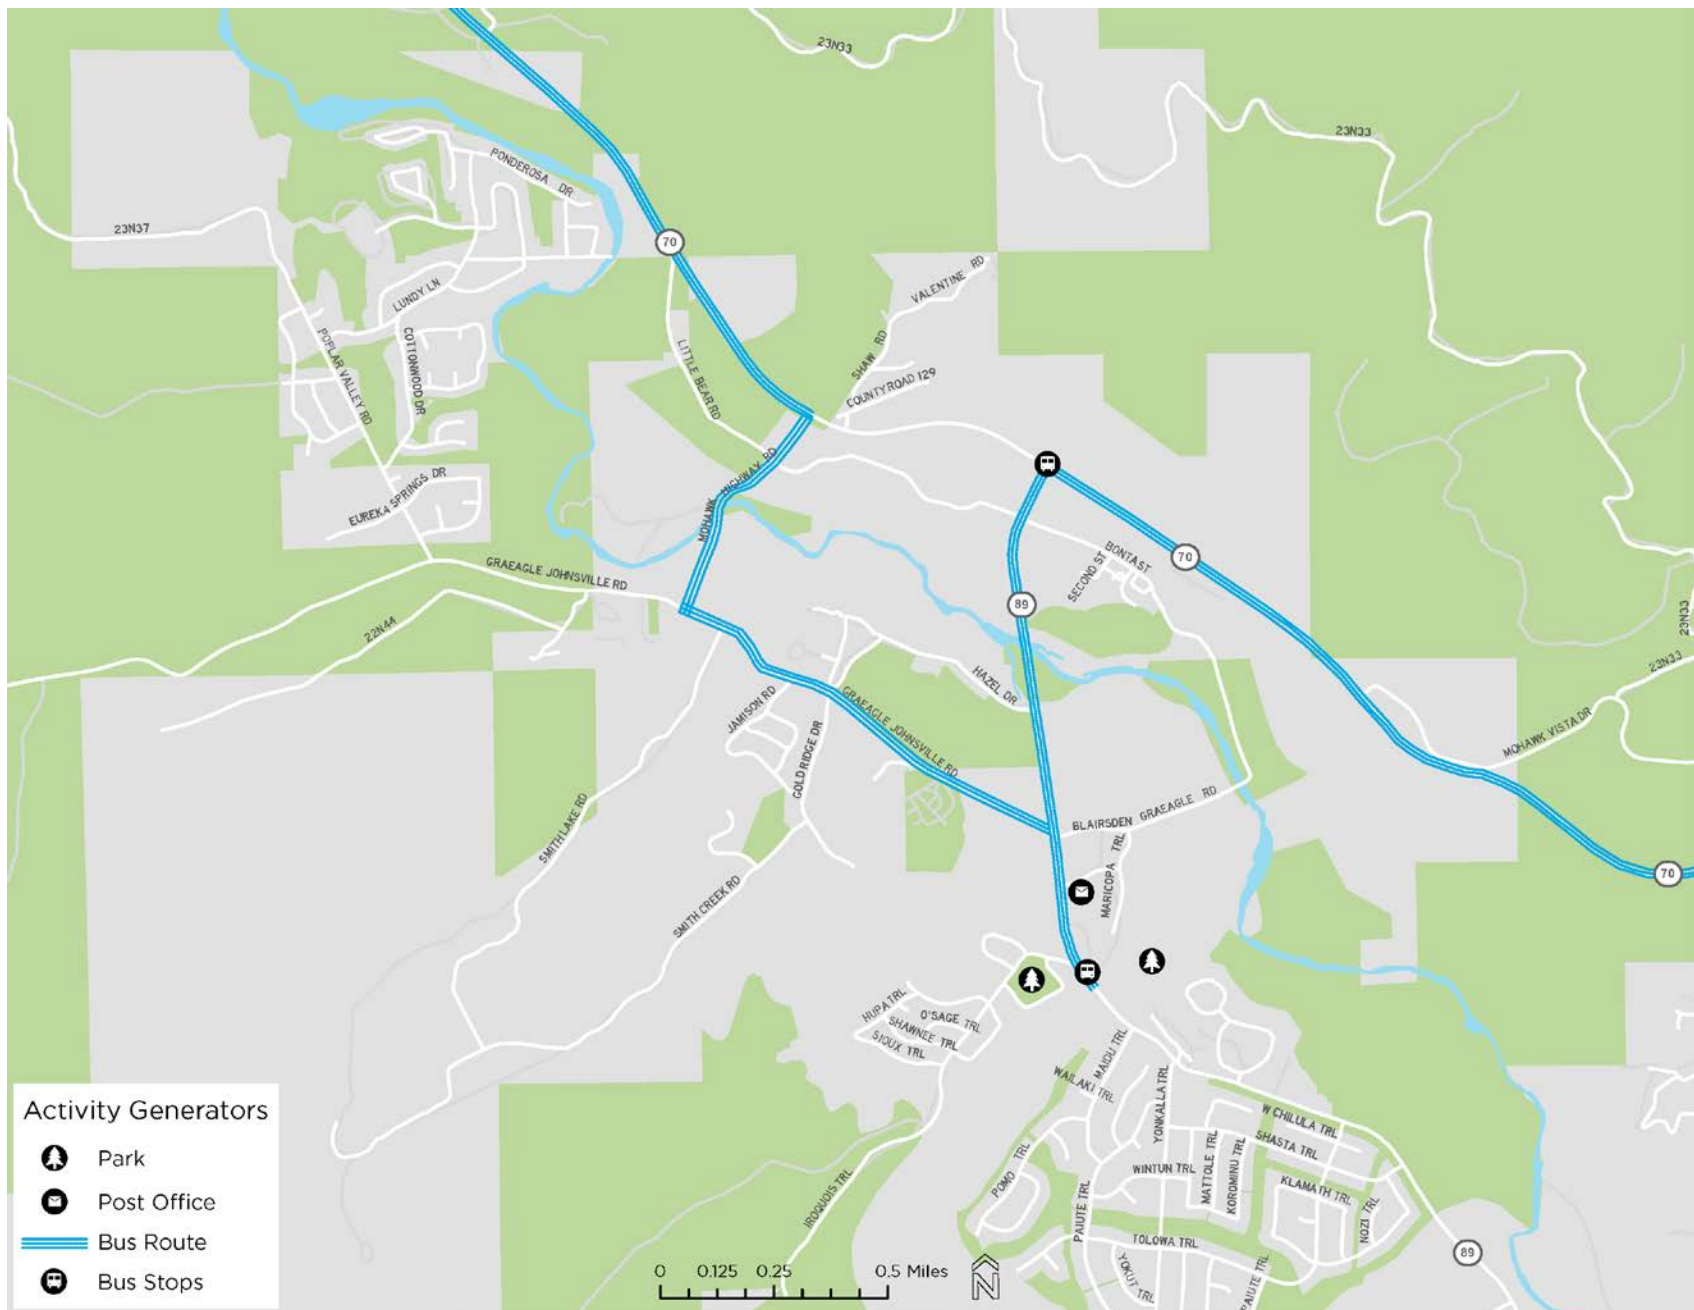 23N33
23N33
PONDEROSA DR
23N37
70
VALENTINE RD
LUNDY LN
SHAW RD
POPLAR VALLEY RD
COTTONWOOD DR
LITTLE BEAR RD
COUNTY ROAD 129
MOHAWK HIGHWAY RD
EUREKA SPRINGS DR
GRAEAGLE JOHNSVILLE RD
SECOND ST
BONTA ST
70
89
22N44
23N33
23N33
HAZEL DR
JAMISON RD
GOLD RIDGE DR
GRAEAGLE JOHNSVILLE RD
MOHAWK VISTA DR
BLAIRSDEN GRAEAGLE RD
SMITH LAKE RD
MARICOPA TRL
70
SMITH CREEK RD
HUPA TRL
O'SAGE TRL
SHAWNEE TRL
SIOUX TRL
MAIDU TRL
WAILAKI TRL
YONKALLA TRL
W CHILULA TRL
SHASTA TRL
POMO TRL
WINTUN TRL
MATTOLE TRL
KOROMINU TRL
KLAMATH TRL
NOZI TRL
IROQUOIS TRL
PAIUTE TRL
TOLOWA TRL
YOKUT TRL
PAIUTE TRL
89
Activity Generators
Park
Post Office
Bus Route
Bus Stops
0 0.125 0.25 0.5 Miles
N